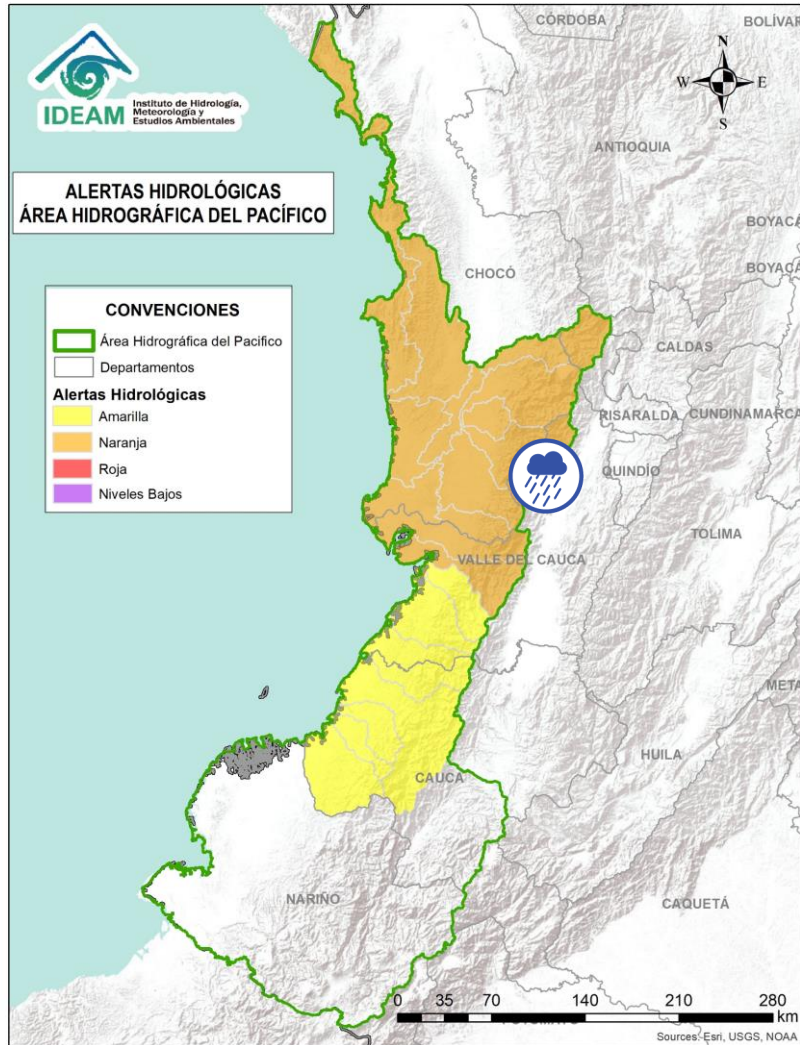 CÓRDOBA
BOLÍVAR
N
W E
S
IDEAM
Instituto de Hidrología,
Meteorología y
Estudios Ambientales
ANTIOQUIA
ALERTAS HIDROLÓGICAS
ÁREA HIDROGRÁFICA DEL PACÍFICO
BOYACÁ
BOYACÁ
CHOCÓ
CONVENCIONES
Área Hidrográfica del Pacifico
Departamentos
Alertas Hidrológicas
Amarilla
Naranja
Roja
Niveles Bajos
CALDAS
RISARALDA
CUNDINAMARCA
QUINDÍO
TOLIMA
VALLE DEL CAUCA
META
HUILA
CAUCA
NARIÑO
CAQUETÁ
0 35 70 140 210 280
km
Sources: Esri, USGS, NOAA